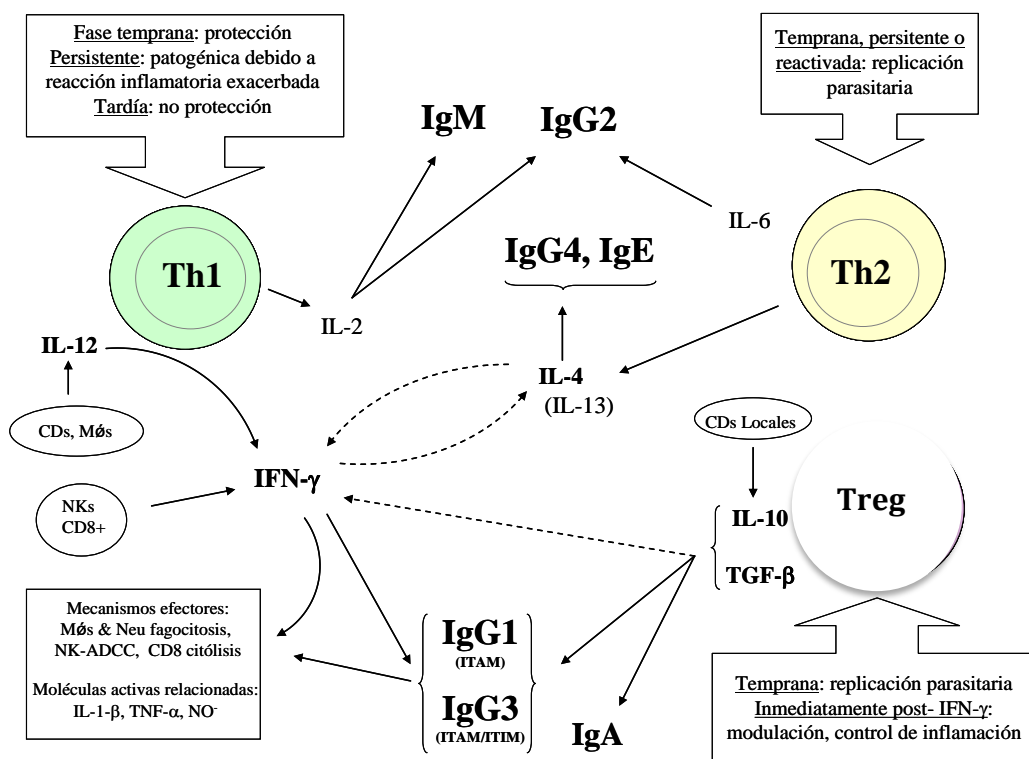 Fase temprana: protección
Persistente: patogénica debido a
reacción inflamatoria exacerbada
Tardía: no protección
Temprana, persitente o
reactivada: replicación
parasitaria
IgM
IgG2
IL-6
Th1
IgG4, IgE
Th2
IL-2
IL-12
IL-4
(IL-13)
CDs, Mǿs
CDs Locales
IFN-γ
NKs
CD8+
IL-10
Treg
TGF-β
Mecanismos efectores:
Mǿs & Neu fagocitosis,
NK-ADCC, CD8 citólisis
Moléculas activas relacionadas:
IL-1-β, TNF-α, NO-
IgG1
(ITAM)
IgG3
(ITAM/ITIM)
IgA
Temprana: replicación parasitaria
Inmediatamente post- IFN-γ:
modulación, control de inflamación